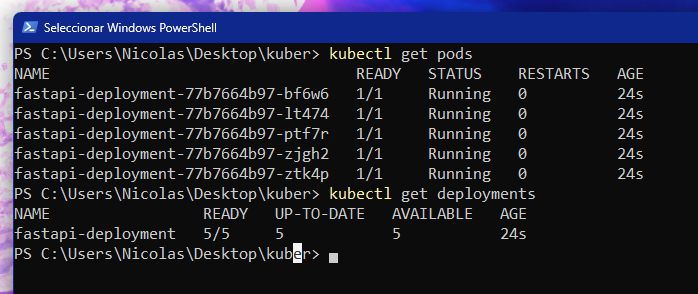 Seleccionar Windows PowerShell
PS C:\Users\Nicolas\Desktop\kuber> kubectl get pods
NAME                                  READY   STATUS    RESTARTS   AGE
fastapi-deployment-77b7664b97-bf6w6   1/1     Running   0          24s
fastapi-deployment-77b7664b97-lt474   1/1     Running   0          24s
fastapi-deployment-77b7664b97-ptf7r   1/1     Running   0          24s
fastapi-deployment-77b7664b97-zjgh2   1/1     Running   0          24s
fastapi-deployment-77b7664b97-ztk4p   1/1     Running   0          24s
PS C:\Users\Nicolas\Desktop\kuber> kubectl get deployments
NAME                 READY   UP-TO-DATE   AVAILABLE   AGE
fastapi-deployment   5/5     5            5           24s
PS C:\Users\Nicolas\Desktop\kuber>